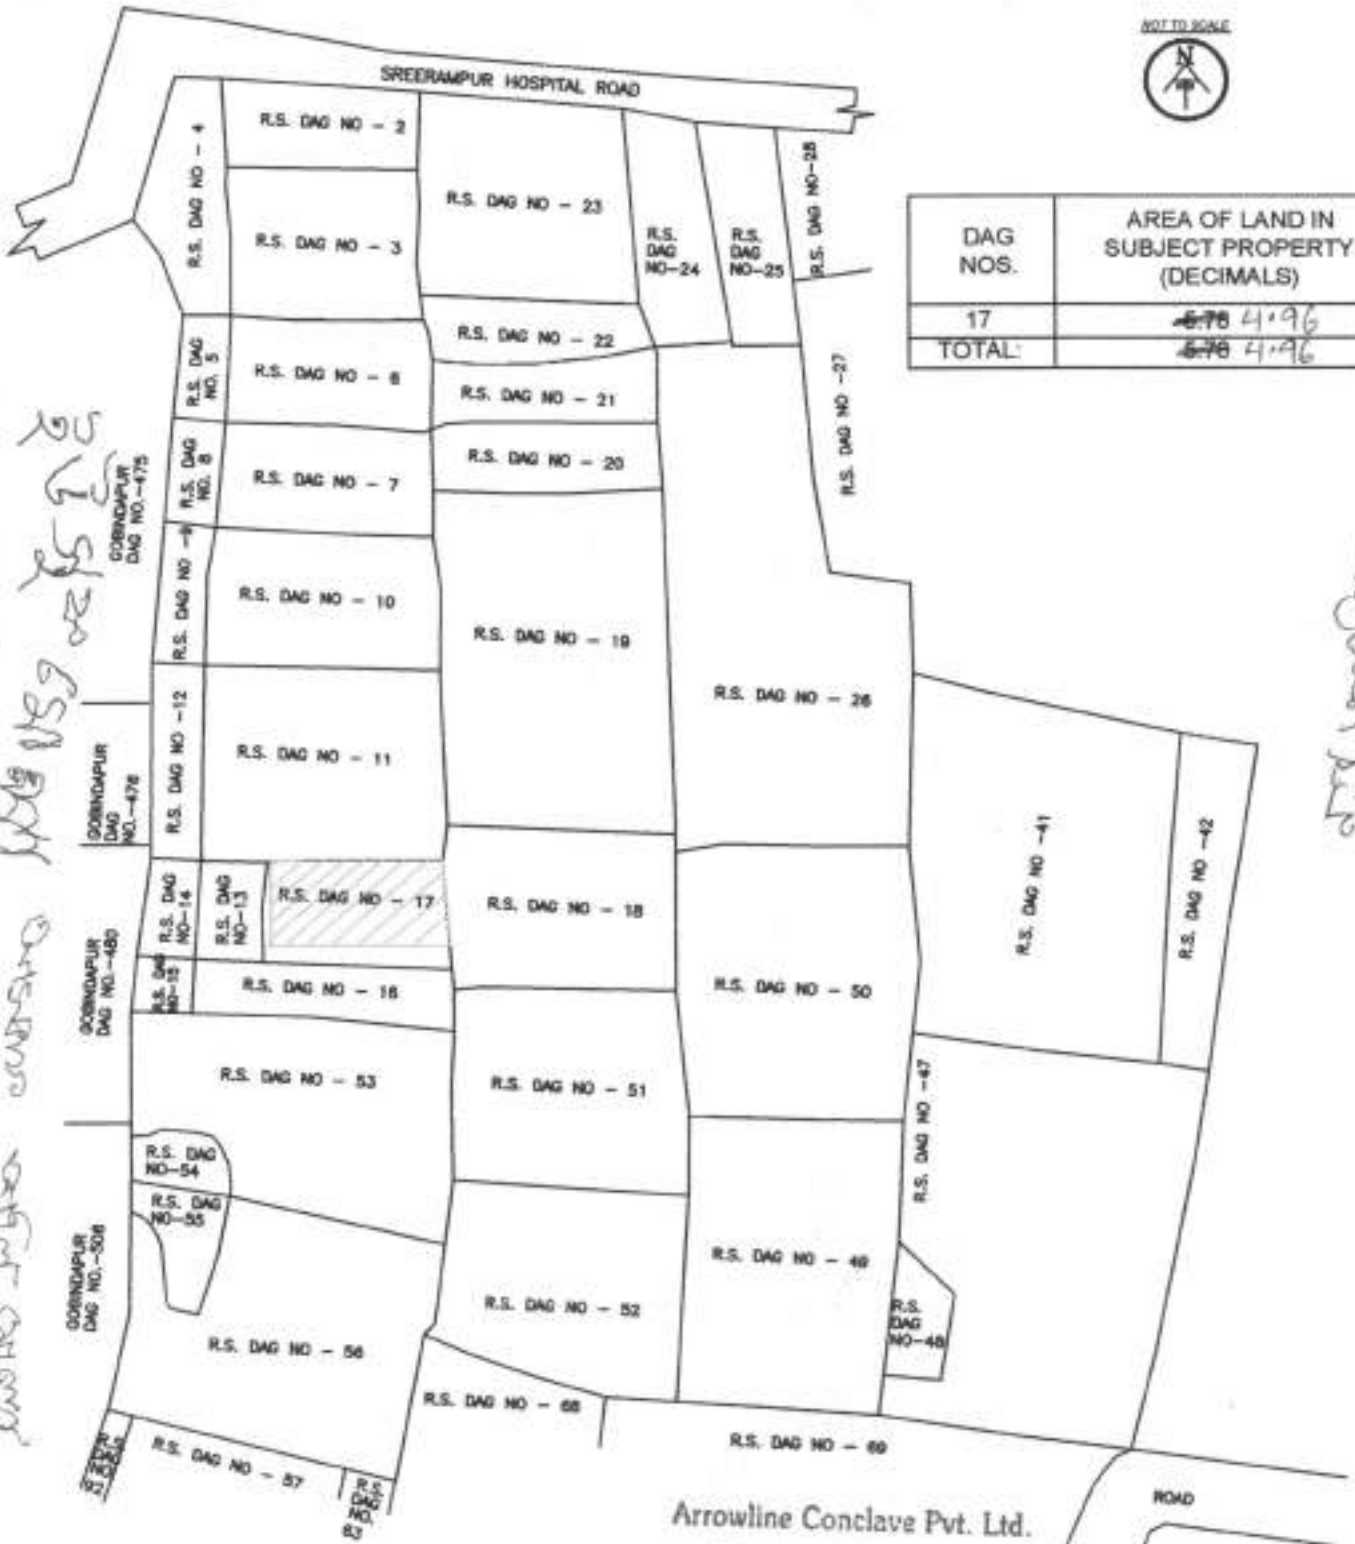 NOT TO SCALE
N
SREERAMPUR HOSPITAL ROAD
R.S. DAG NO - 4
R.S. DAG NO - 2
R.S. DAG NO - 3
R.S. DAG NO - 23
R.S.
DAG
NO-24
R.S.
DAG
NO-25
R.S. DAG NO-28
DAG
NOS.
AREA OF LAND IN
SUBJECT PROPERTY
(DECIMALS)
17
5.78 4.96
TOTAL:
5.78 4.96
R.S. DAG
NO. 5
R.S. DAG NO - 6
R.S. DAG NO - 22
R.S. DAG NO - 21
R.S. DAG NO -27
GOBINDAPUR
DAG NO.-475
R.S. DAG
NO. 8
R.S. DAG NO - 7
R.S. DAG NO - 20
R.S. DAG NO -9
R.S. DAG NO - 10
R.S. DAG NO - 19
R.S. DAG NO - 26
GOBINDAPUR
DAG
NO.-476
R.S. DAG NO -12
R.S. DAG NO - 11
R.S. DAG NO -41
R.S. DAG NO -42
GOBINDAPUR
DAG NO.-480
R.S. DAG
NO-14
R.S. DAG
NO-13
R.S. DAG NO - 17
R.S. DAG NO - 18
R.S. DAG
NO-15
R.S. DAG NO - 16
R.S. DAG NO - 50
R.S. DAG NO - 53
R.S. DAG NO - 51
R.S. DAG NO -47
R.S. DAG
NO-54
R.S. DAG
NO-55
GOBINDAPUR
DAG NO.-508
R.S. DAG NO - 52
R.S. DAG NO - 49
R.S.
DAG
NO-48
R.S. DAG NO - 56
R.S. DAG NO - 68
R.S. DAG NO - 69
R.S. DAG NO - 57
R.S.
DAG
NO.
63
ROAD
Arrowline Conclave Pvt. Ltd.